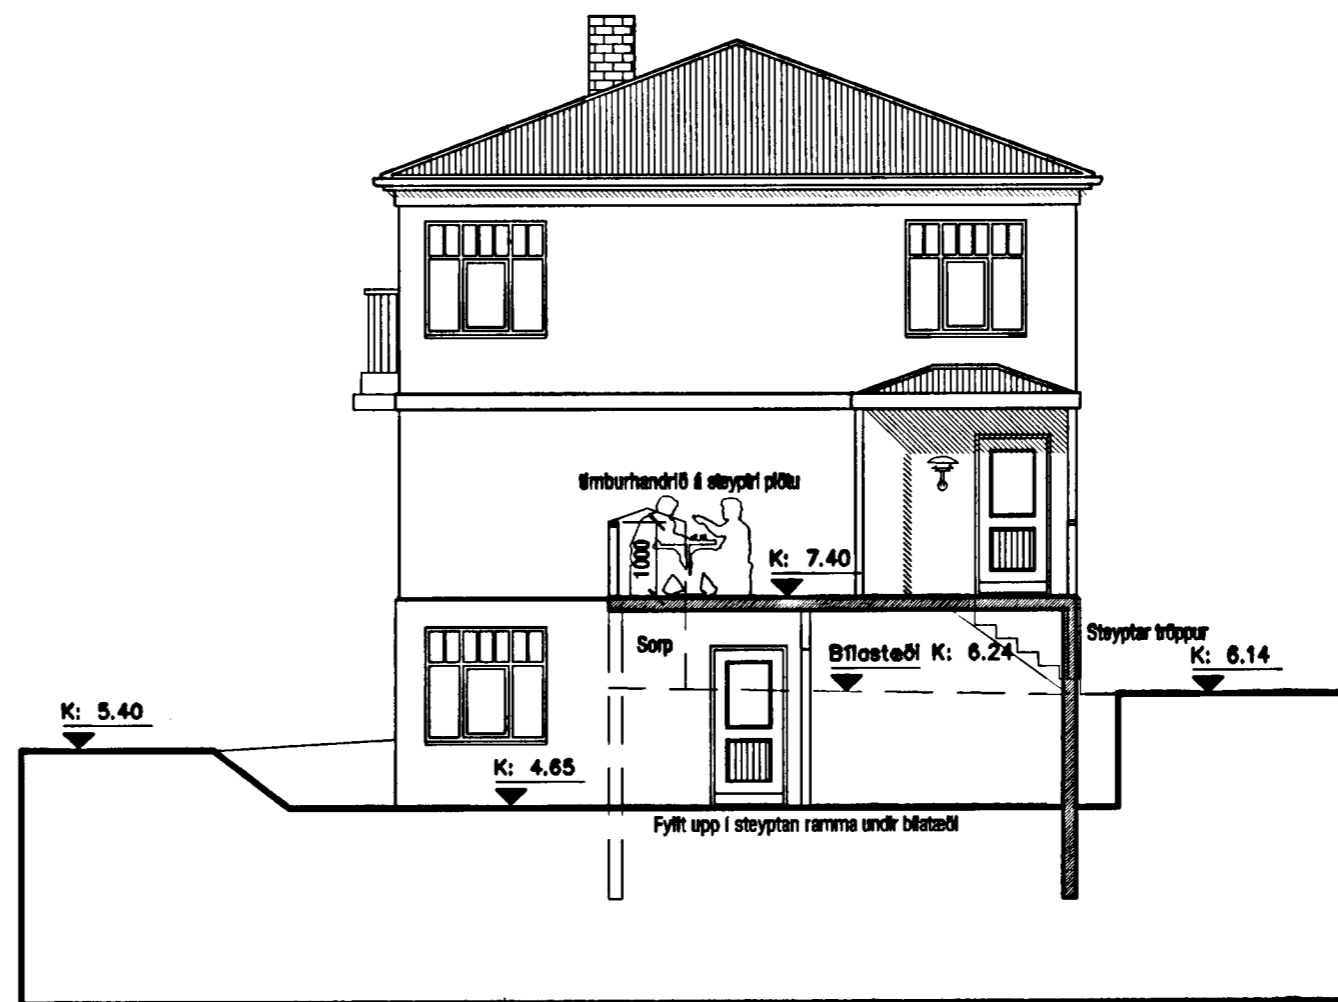 timburhandrið á steyptri plötu
1000
K: 7.40
Sorp
Steyptar tröppur
Bílastæði K: 6.24
K: 6.14
K: 5.40
K: 4.65
Fyllt upp í steyptan ramma undir bílatæði